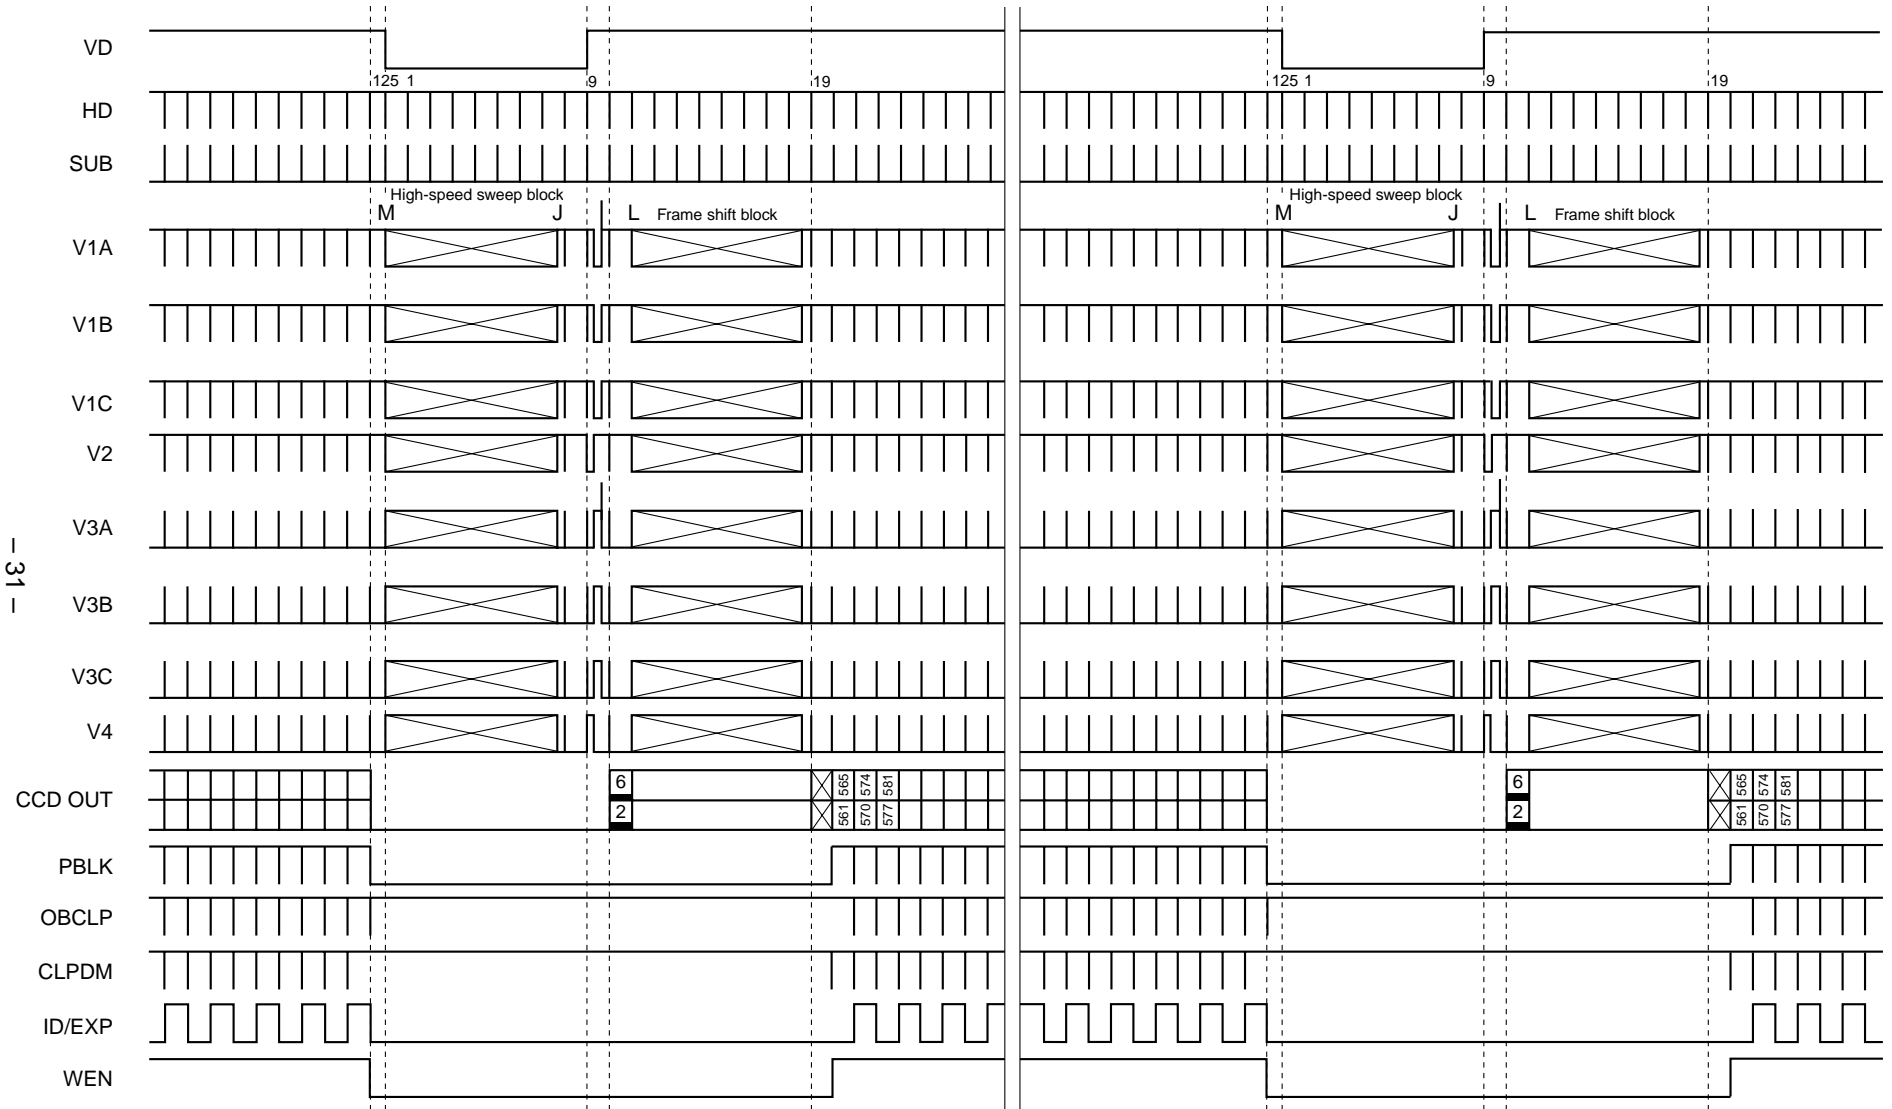 VD
125 1 9 19 125 1 9 19
HD
SUB
High-speed sweep block High-speed sweep block
M J L Frame shift block M J L Frame shift block
V1A
V1B
V1C
V2
V3A
V3B
V3C
V4
6 565 574 581 6 565 574 581
CCD OUT
2 561 570 577 2 561 570 577
PBLK
OBCLP
CLPDM
ID/EXP
WEN
– 31 –